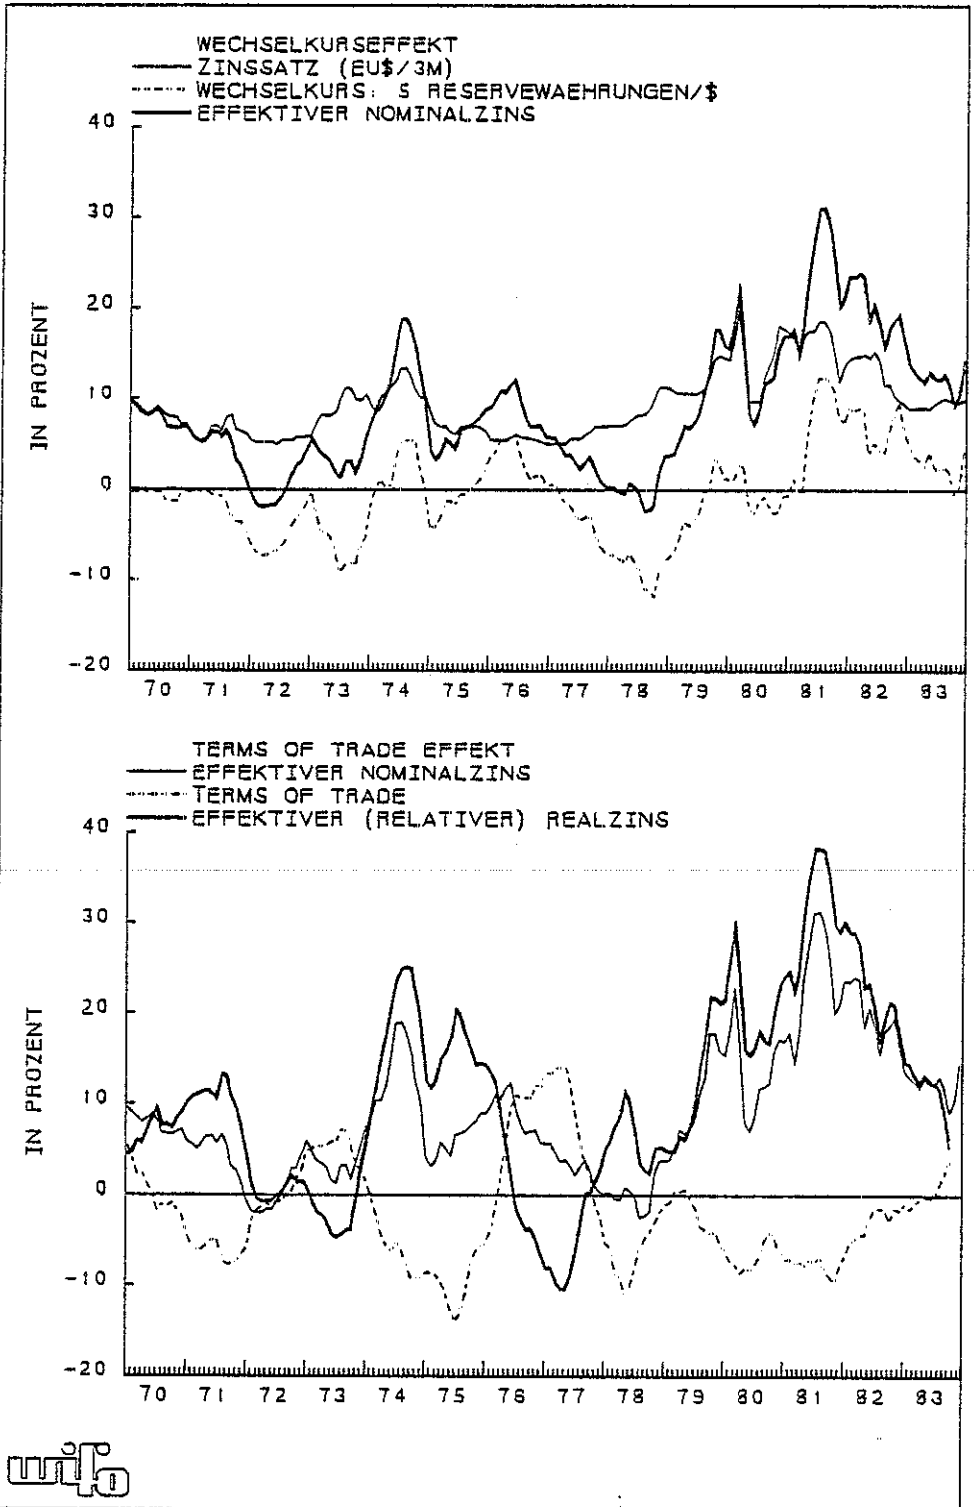 WECHSELKURSEFFEKT
ZINSSATZ (EU$/3M)
WECHSELKURS: 5 RESERVEWAEHRUNGEN/$
EFFEKTIVER NOMINALZINS
40
30
20
10
0
-10
-20
IN PROZENT
70 71 72 73 74 75 76 77 78 79 80 81 82 83
TERMS OF TRADE EFFEKT
EFFEKTIVER NOMINALZINS
TERMS OF TRADE
EFFEKTIVER (RELATIVER) REALZINS
40
30
20
10
0
-10
-20
IN PROZENT
70 71 72 73 74 75 76 77 78 79 80 81 82 83
wifo